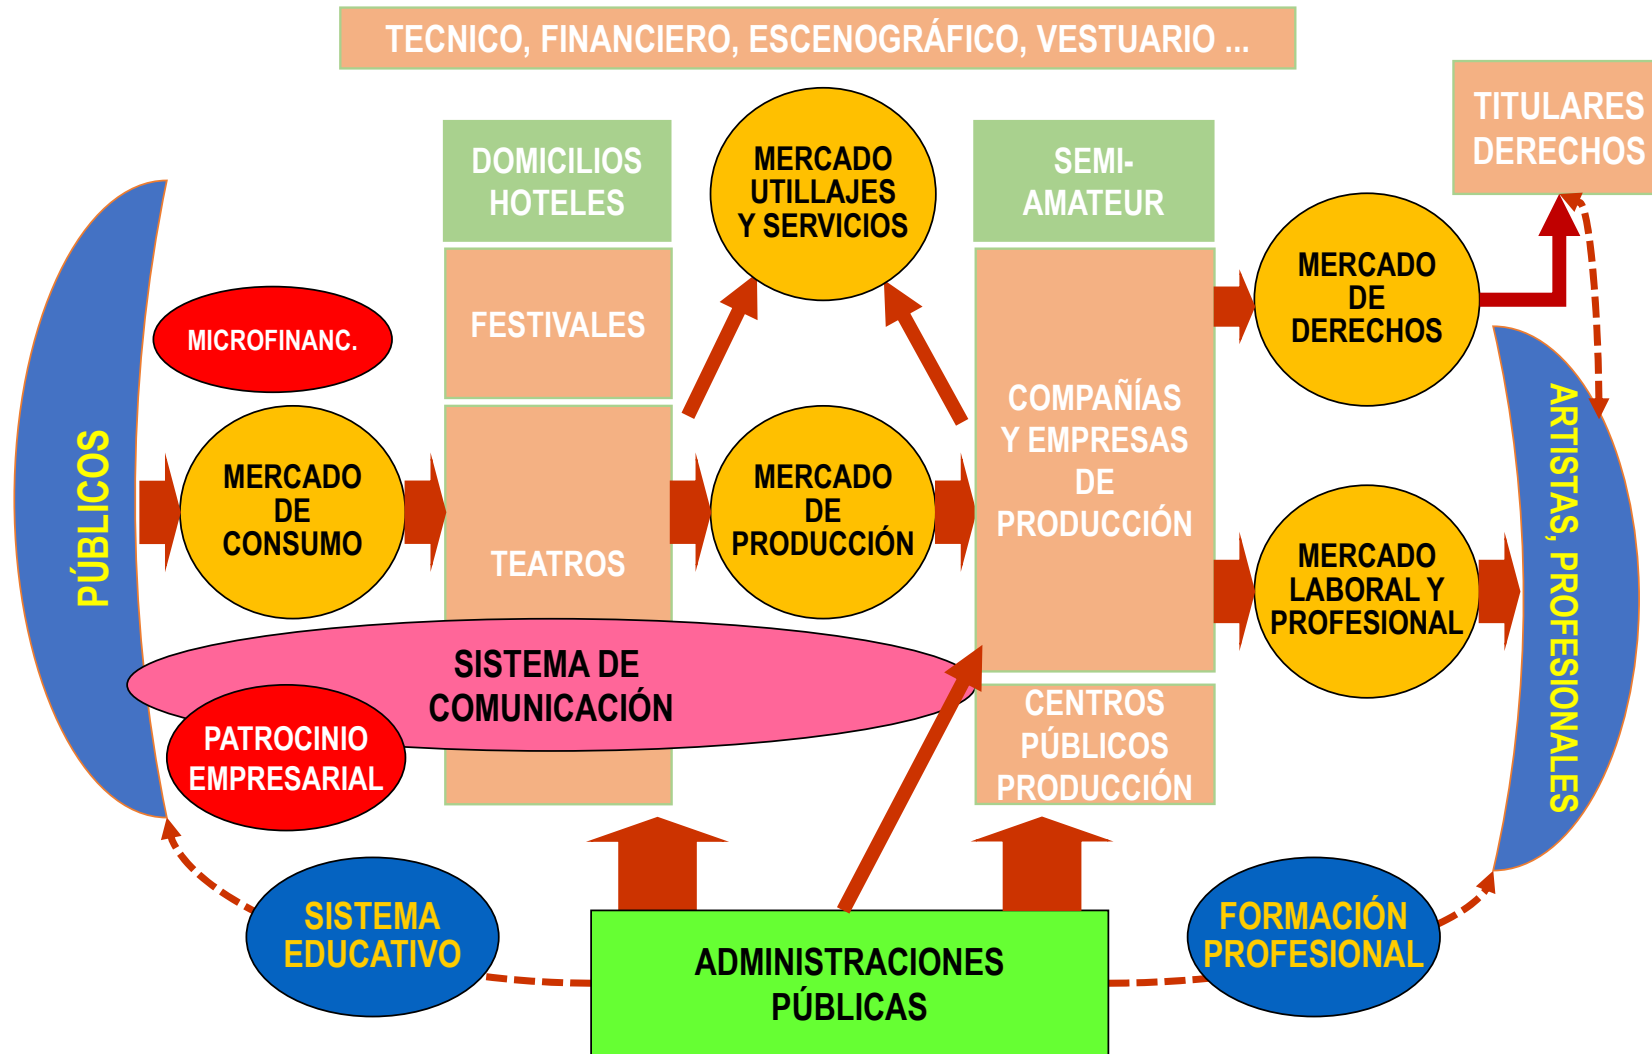 TECNICO, FINANCIERO, ESCENOGRÁFICO, VESTUARIO ...
TITULARES
DERECHOS
DOMICILIOS
HOTELES
MERCADO
UTILLAJES
Y SERVICIOS
SEMI-
AMATEUR
FESTIVALES
MERCADO
DE
DERECHOS
MICROFINANC.
PÚBLICOS
MERCADO
DE
CONSUMO
TEATROS
MERCADO
DE
PRODUCCIÓN
COMPAÑÍAS
Y EMPRESAS
DE
PRODUCCIÓN
MERCADO
LABORAL Y
PROFESIONAL
ARTISTAS, PROFESIONALES
SISTEMA DE
COMUNICACIÓN
PATROCINIO
EMPRESARIAL
CENTROS
PÚBLICOS
PRODUCCIÓN
SISTEMA
EDUCATIVO
ADMINISTRACIONES
PÚBLICAS
FORMACIÓN
PROFESIONAL